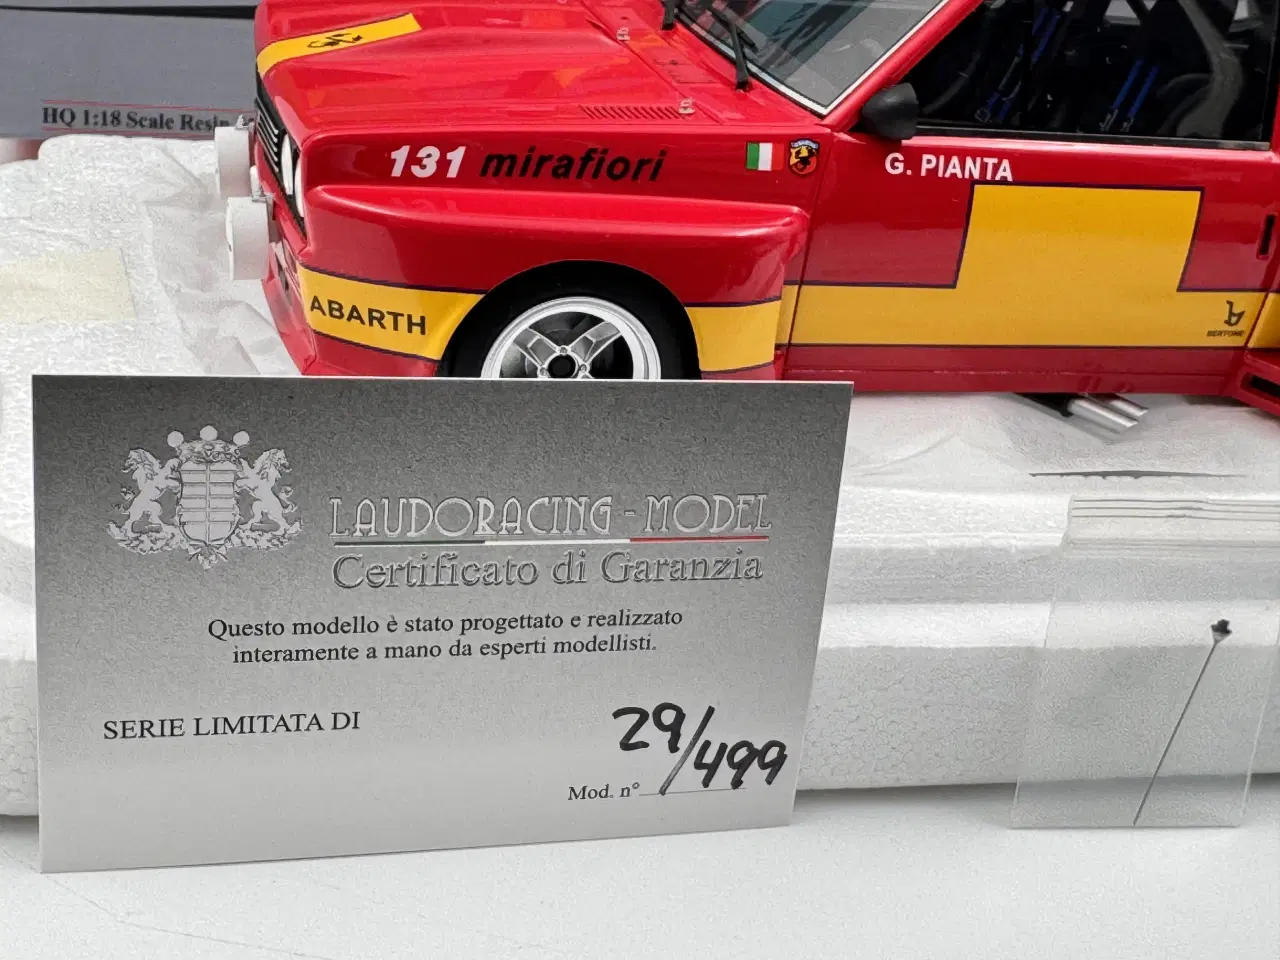 HQ 1:18 Scale Resin
131 mirafiori
G. PIANTA
ABARTH
BERTONE
LAUDORACING - MODEL
Certificato di Garanzia
Questo modello è stato progettato e realizzato
interamente a mano da esperti modellisti.
SERIE LIMITATA DI
29/499
Mod. n°